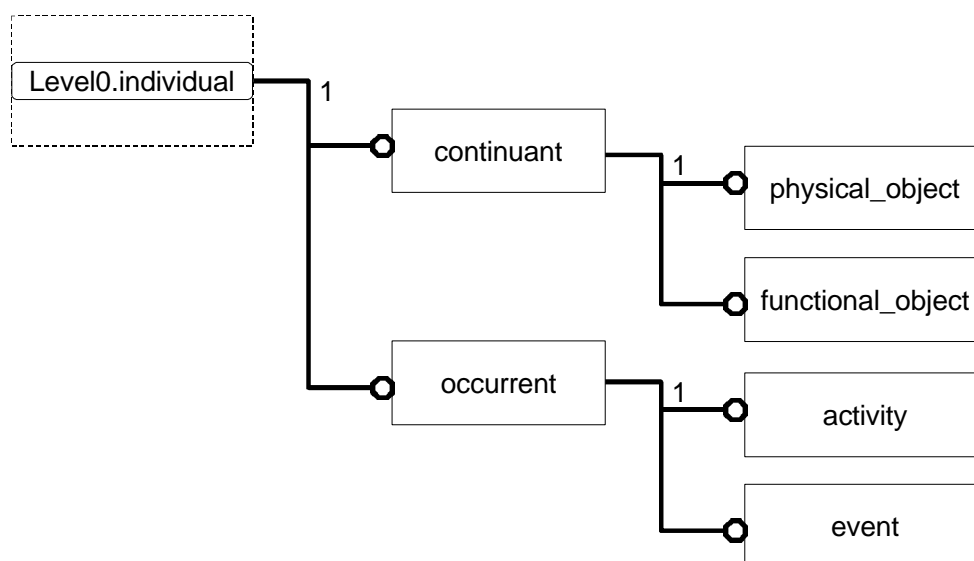 Level0.individual
1
continuant
1
physical_object
functional_object
occurrent
1
activity
event